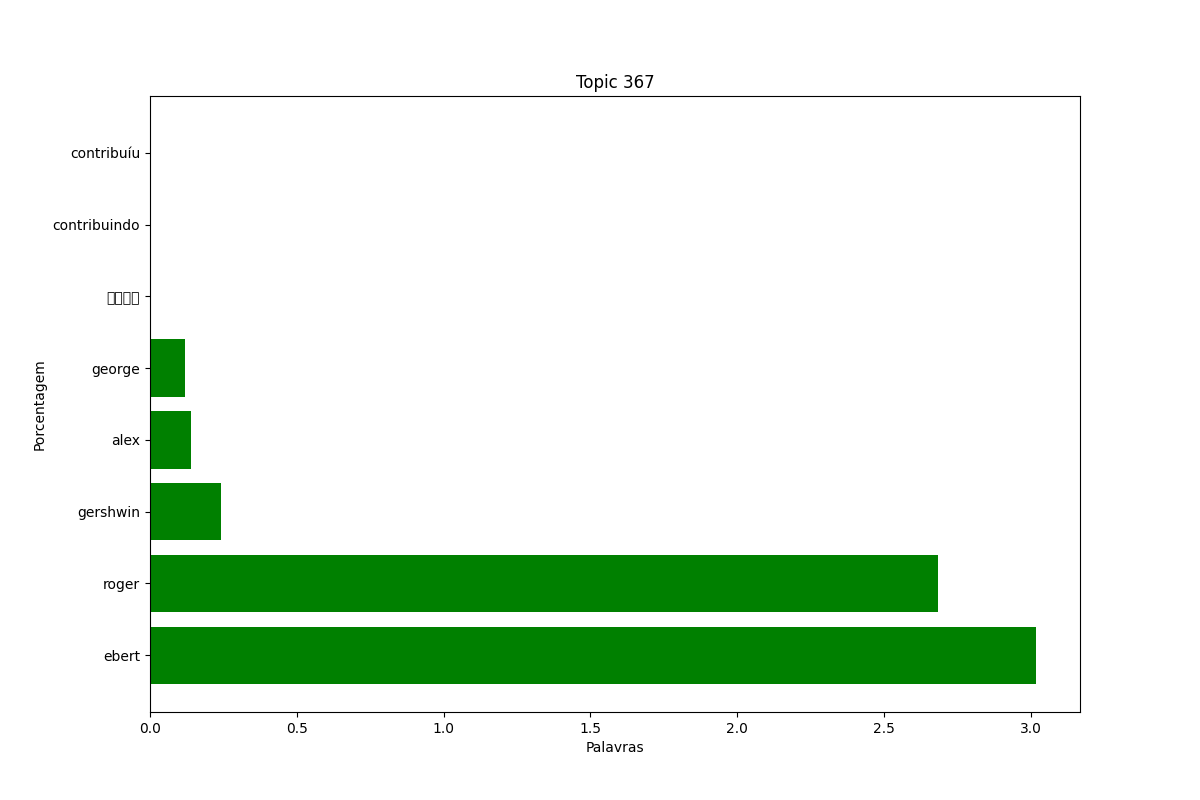 Topic 367
contribuíu
contribuindo
george
alex
gershwin
roger
ebert
Porcentagem
0.0 0.5 1.0 1.5 2.0 2.5 3.0
Palavras